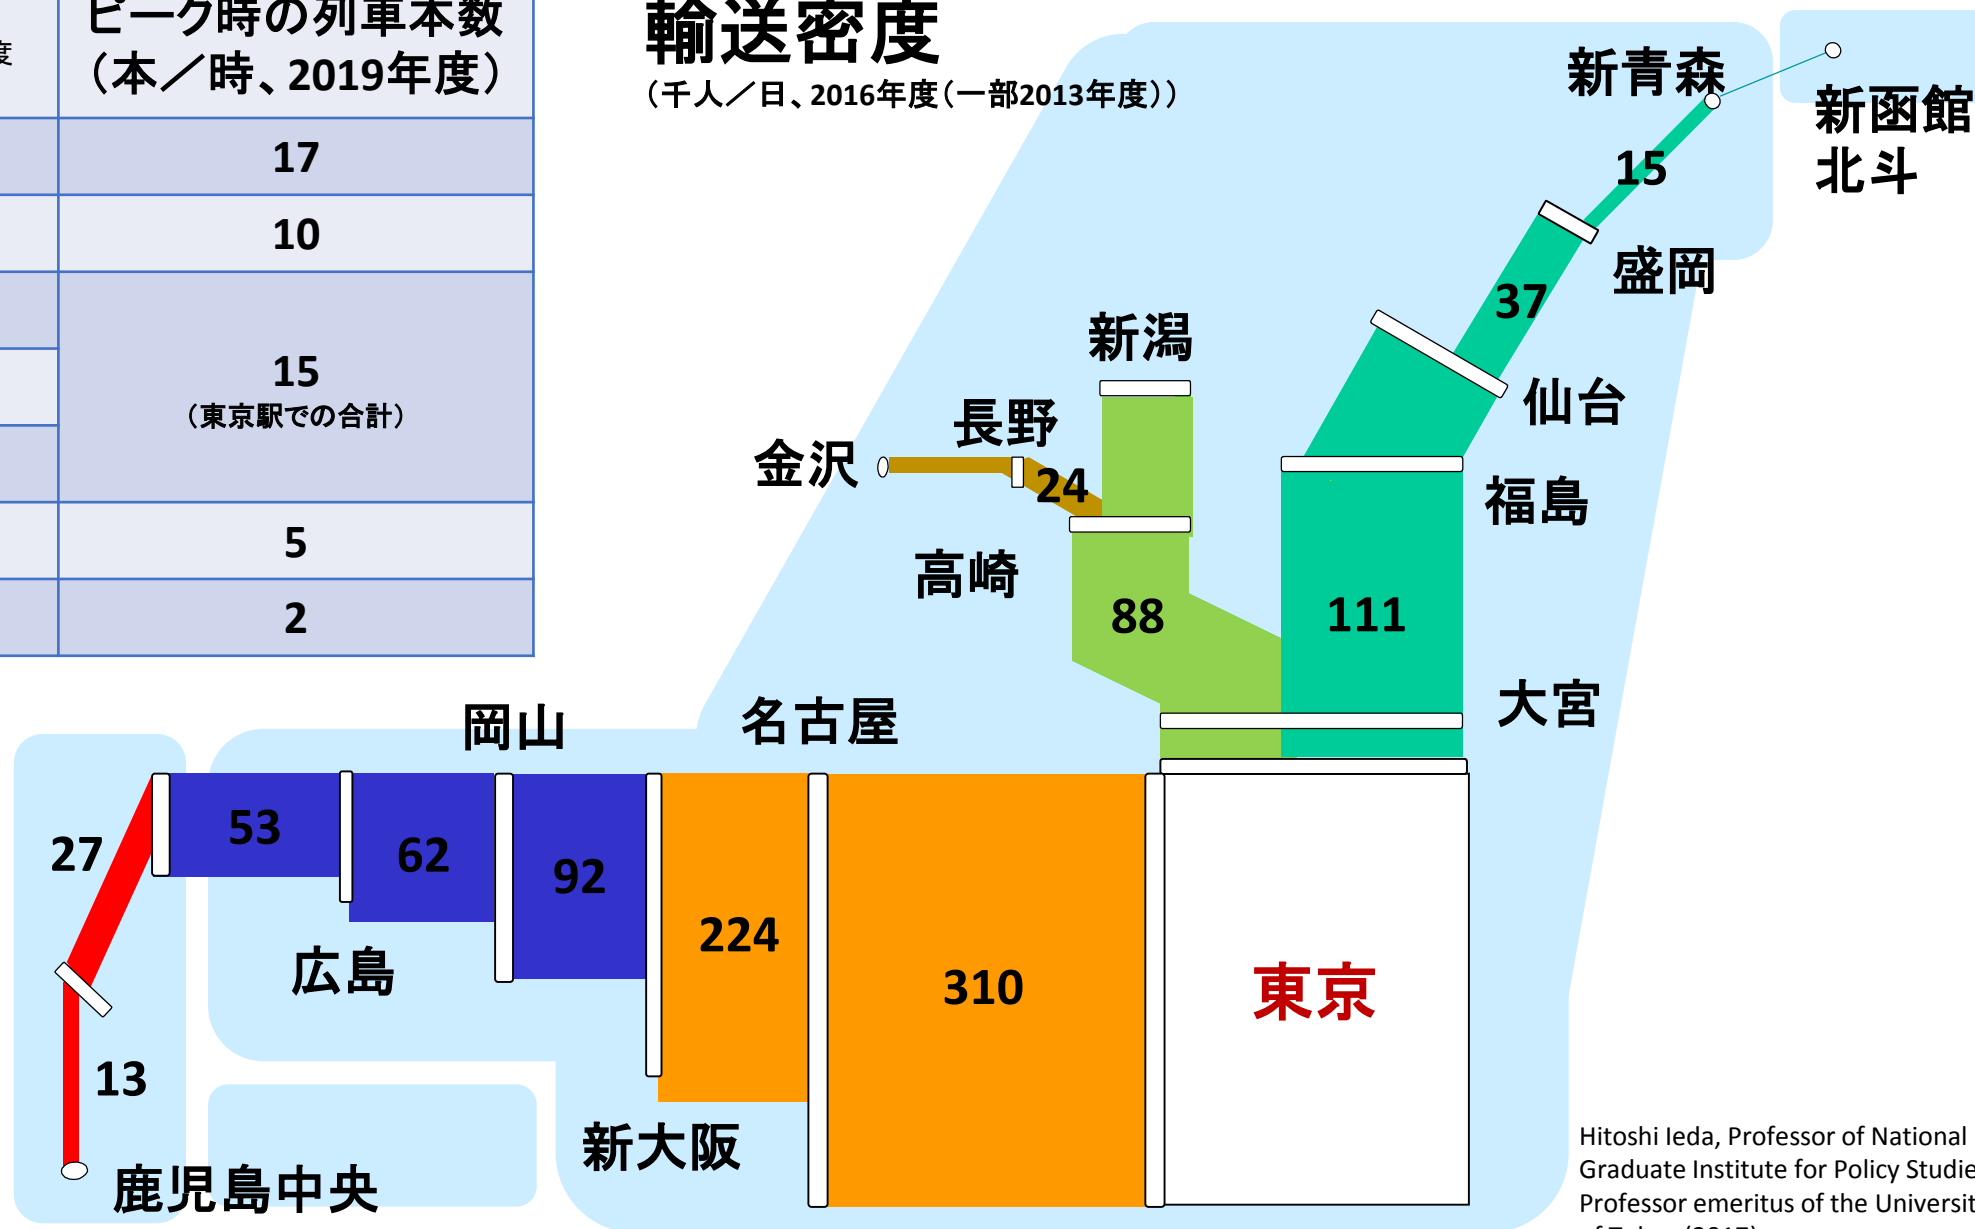 度
ピーク時の列車本数
（本／時、2019年度）
17
10
15
（東京駅での合計）
5
2
輸送密度
（千人／日、2016年度（一部2013年度））
新青森
新函館
北斗
15
盛岡
37
仙台
新潟
長野
金沢
24
福島
高崎
88
111
大宮
岡山
名古屋
27
53
62
92
224
310
東京
広島
13
新大阪
鹿児島中央
Hitoshi Ieda, Professor of National
Graduate Institute for Policy Studie
Professor emeritus of the Universit